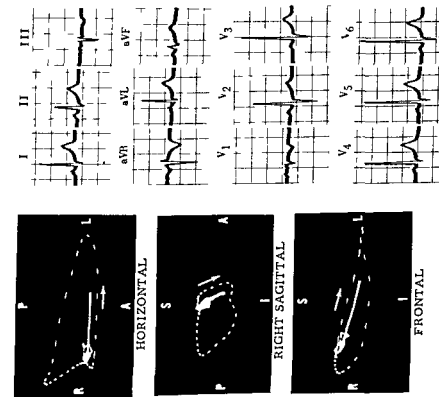 P
R L
A
HORIZONTAL
S
P A
I
RIGHT SAGITTAL
S
R L
I
FRONTAL
I II III
aVR aVL aVF
V1 V2 V3
V4 V5 V6